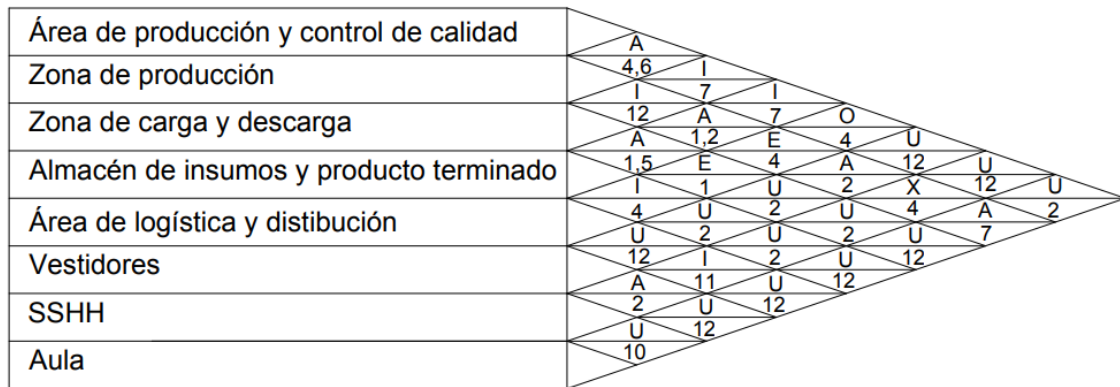 Área de producción y control de calidad
A
Zona de producción 4,6 I
I 7 I
Zona de carga y descarga 12 A 7 O
A 1,2 E 4 U
Almacén de insumos y producto terminado 1,5 E 4 A 12 U
I 1 U 2 X 12 U
Área de logística y distibución 4 U 2 U 4 A 2
U 2 U 2 U 7
Vestidores 12 I 2 U 12
A 11 U 12
SSHH 2 U 12
U 12
Aula 10